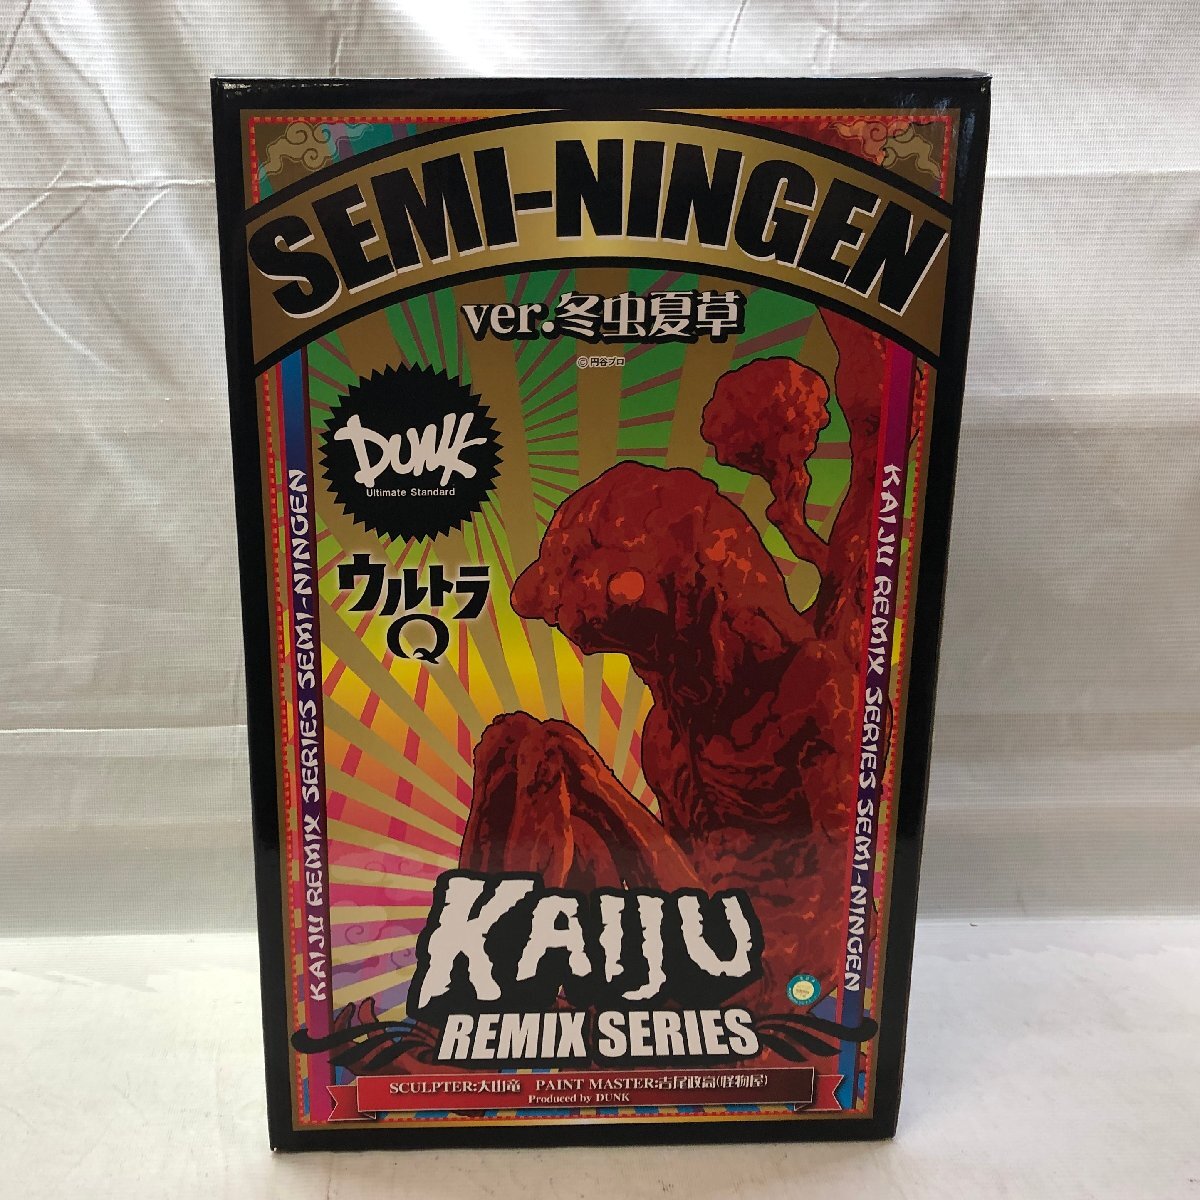 SEMI-NINGEN
ver.冬虫夏草
©円谷プロ
DUNK
Ultimate Standard
ウルトラ
Q
KAIJU REMIX SERIES SEMI-NINGEN
KAIJU REMIX SERIES SEMI-NINGEN
KAIJU
REMIX SERIES
SCULPTER:大山竜 PAINT MASTER:吉尾政高(怪物屋)
Produced by DUNK